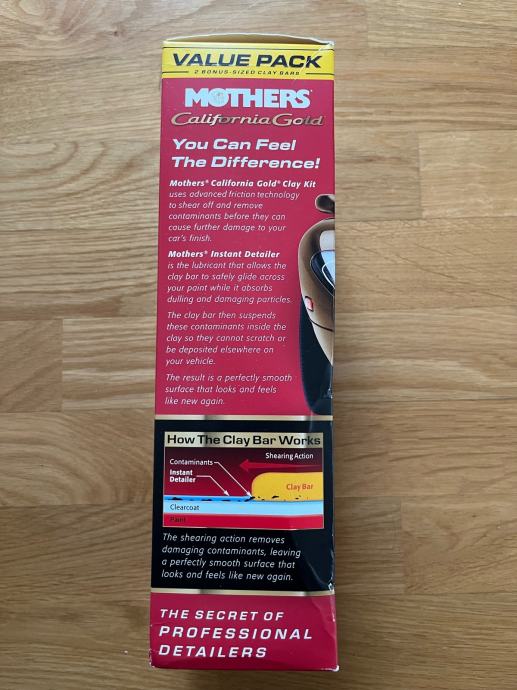 VALUE PACK
2 BONUS-SIZED CLAY BARS
MOTHERS®
California Gold®
You Can Feel
The Difference!
Mothers® California Gold® Clay Kit
uses advanced friction technology
to shear off and remove
contaminants before they can
cause further damage to your
car's finish.
Mothers® Instant Detailer
is the lubricant that allows the
clay bar to safely glide across
your paint while it absorbs
dulling and damaging particles.
The clay bar then suspends
these contaminants inside the
clay so they cannot scratch or
be deposited elsewhere on
your vehicle.
The result is a perfectly smooth
surface that looks and feels
like new again.
How The Clay Bar Works
Shearing Action
Contaminants
Instant
Detailer
Clay Bar
Clearcoat
Paint
The shearing action removes
damaging contaminants, leaving
a perfectly smooth surface that
looks and feels like new again.
THE SECRET OF
PROFESSIONAL
DETAILERS